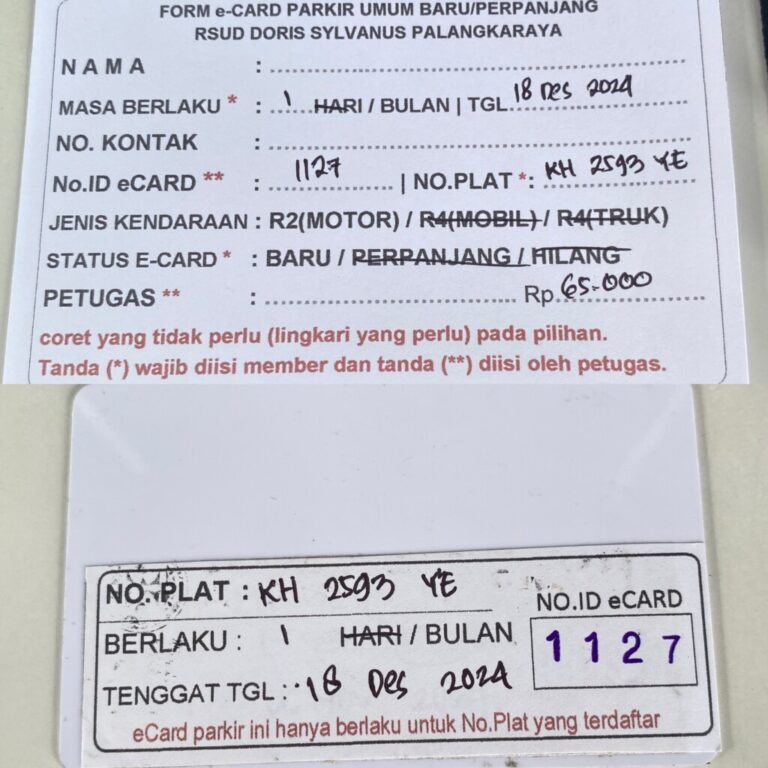 FORM e-CARD PARKIR UMUM BARU/PERPANJANG
RSUD DORIS SYLVANUS PALANGKARAYA
NAMA :
MASA BERLAKU * : 1 HARI / BULAN | TGL. 18 Des 2024
NO. KONTAK :
No.ID eCARD ** : 1127 | NO.PLAT *: KH 2593 YE
JENIS KENDARAAN : R2(MOTOR) / R4(MOBIL) / R4(TRUK)
STATUS E-CARD * : BARU / PERPANJANG / HILANG
PETUGAS ** : Rp. 65.000
coret yang tidak perlu (lingkari yang perlu) pada pilihan.
Tanda (*) wajib diisi member dan tanda (**) diisi oleh petugas.
NO. PLAT : KH 2593 YE
NO.ID eCARD
BERLAKU : 1 HARI / BULAN
1127
TENGGAT TGL : 18 Des 2024
eCard parkir ini hanya berlaku untuk No.Plat yang terdaftar